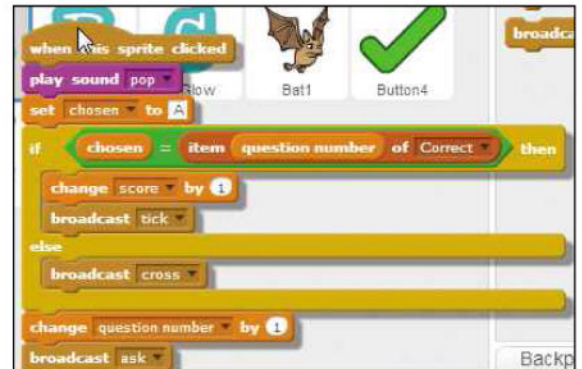 when this sprite clicked
broadca
play sound pop
Glow
Bat1
Button4
set chosen to A
if chosen = item question number of Correct then
change score by 1
broadcast tick
else
broadcast cross
change question number by 1
broadcast ask
Backp